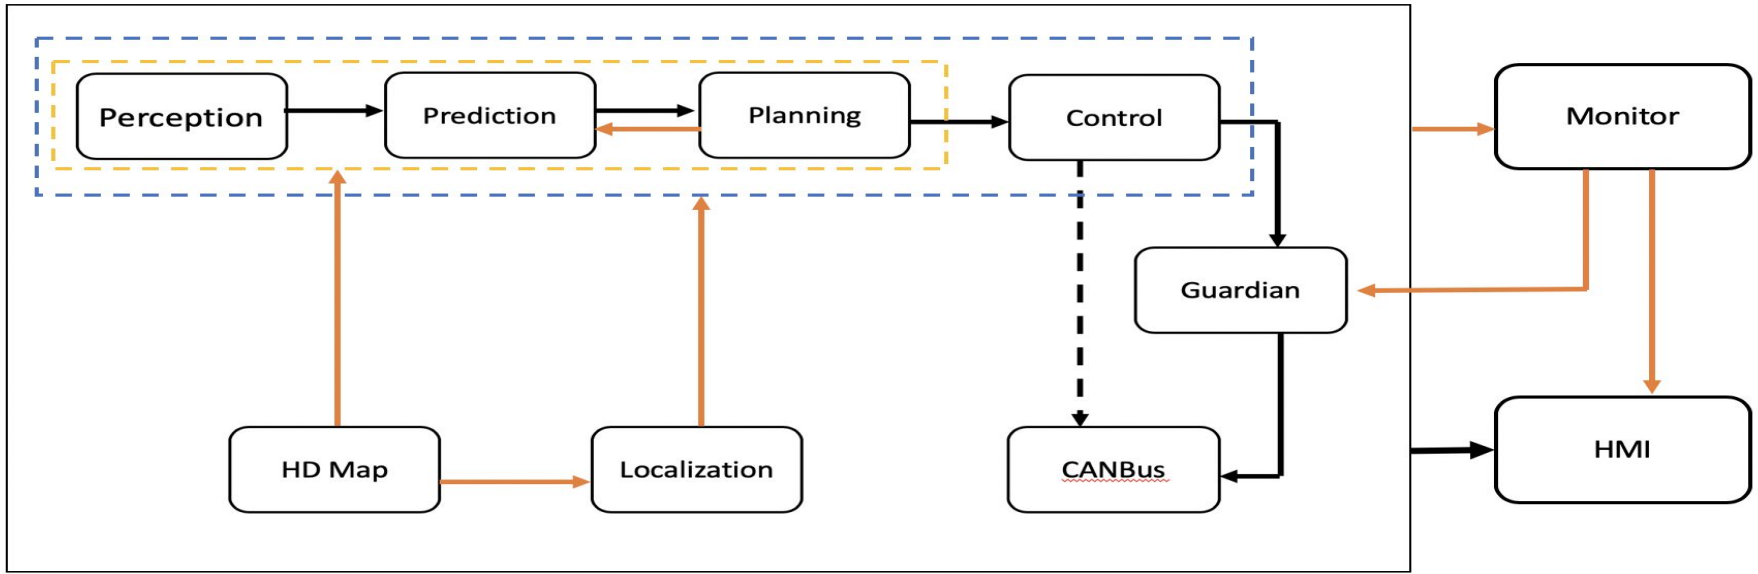 Perception
Prediction
Planning
Control
Monitor
Guardian
HD Map
Localization
CANBus
HMI